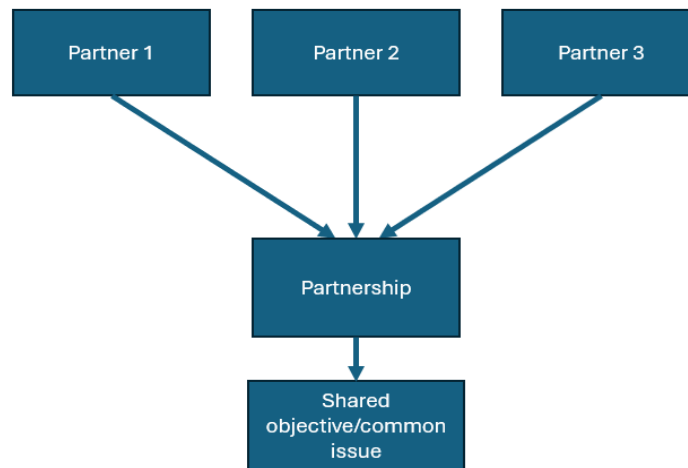 Partner 1
Partner 2
Partner 3
Partnership
Shared
objective/common
issue